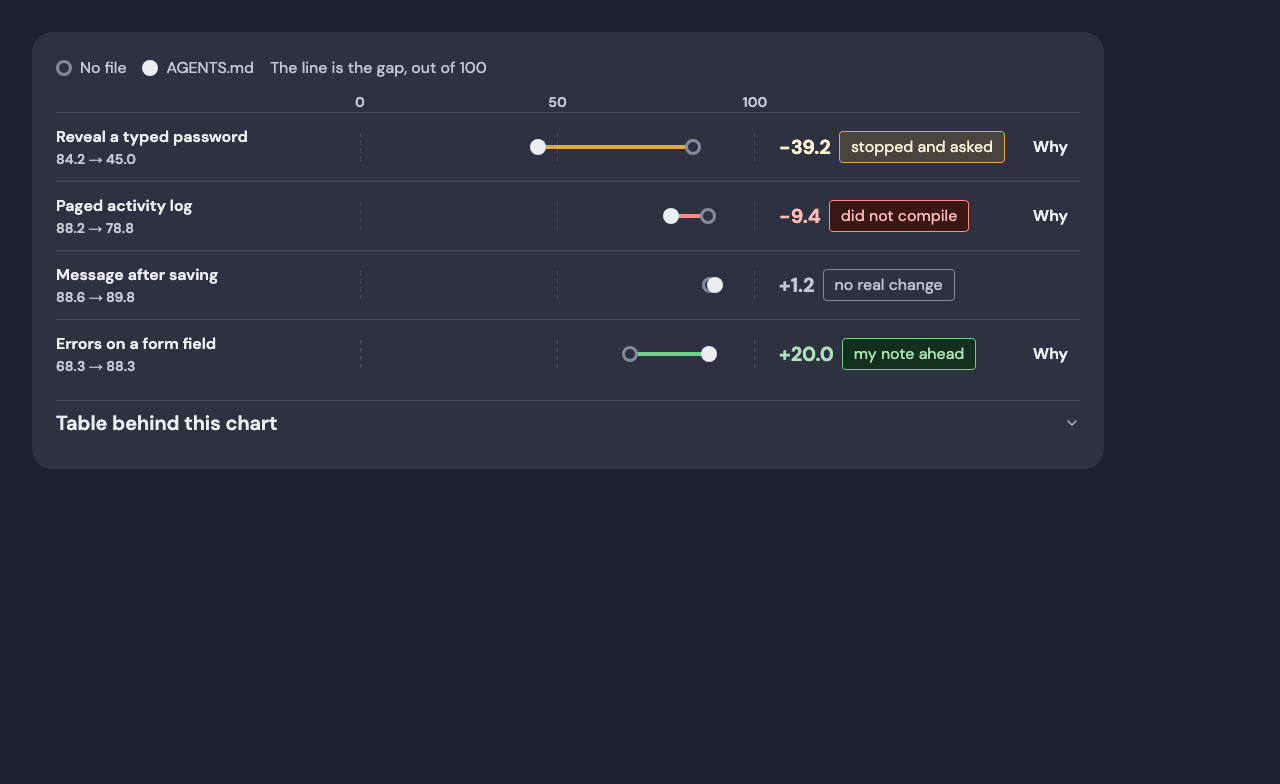 No file AGENTS.md The line is the gap, out of 100
0 50 100
Reveal a typed password
84.2 → 45.0
−39.2 stopped and asked Why
Paged activity log
88.2 → 78.8
−9.4 did not compile Why
Message after saving
88.6 → 89.8
+1.2 no real change
Errors on a form field
68.3 → 88.3
+20.0 my note ahead Why
Table behind this chart